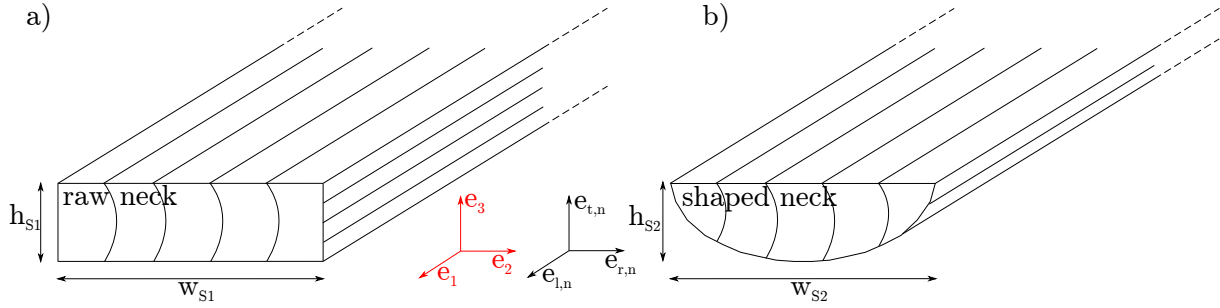 a)
b)
raw neck
shaped neck
h_S1
h_S2
e_3
e_2
e_1
e_t,n
e_r,n
e_l,n
w_S1
w_S2